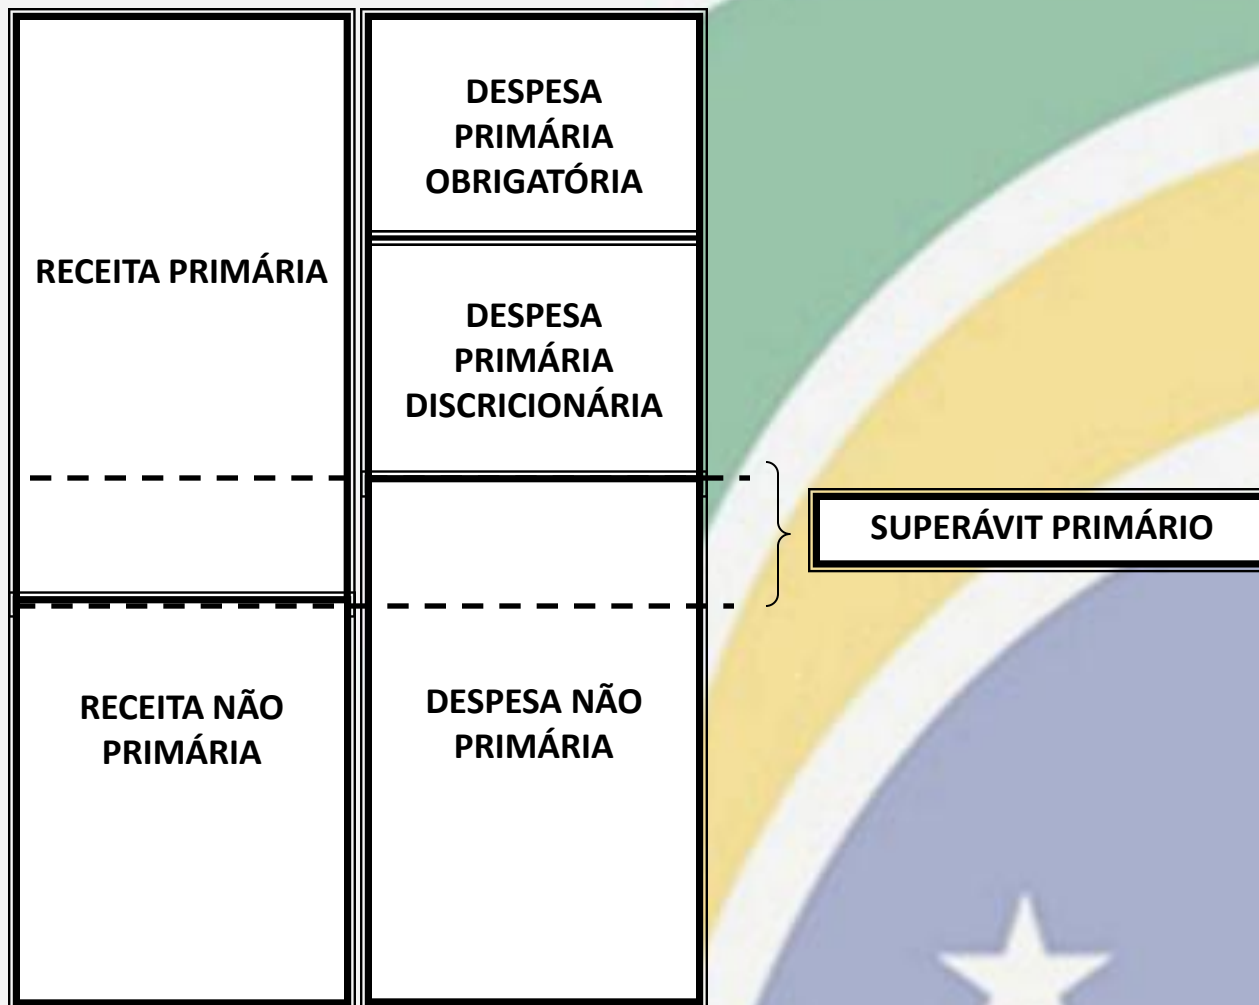 RECEITA PRIMÁRIA
RECEITA NÃO
PRIMÁRIA
DESPESA
PRIMÁRIA
OBRIGATÓRIA
DESPESA
PRIMÁRIA
DISCRICIONÁRIA
DESPESA NÃO
PRIMÁRIA
SUPERÁVIT PRIMÁRIO